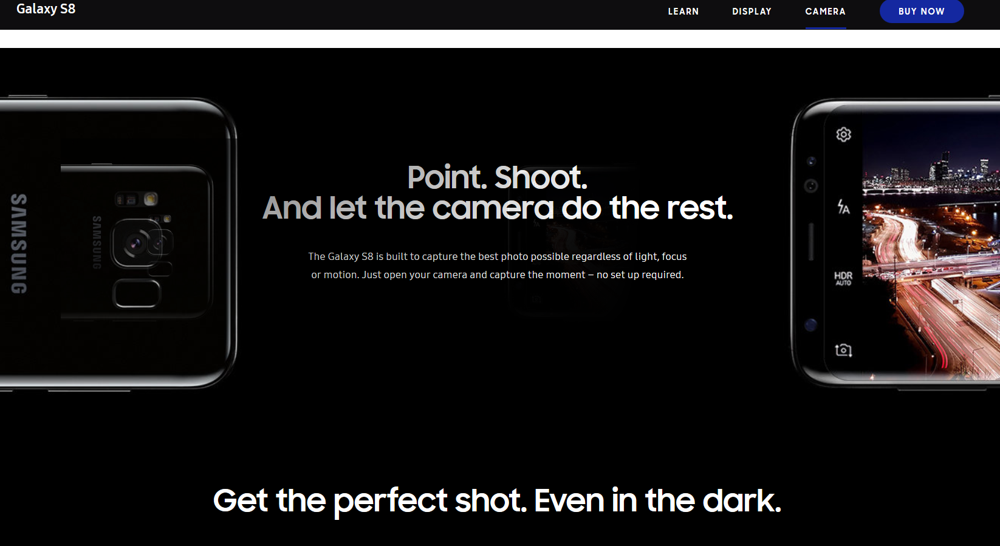 Galaxy S8
LEARN
DISPLAY
CAMERA
BUY NOW
SAMSUNG
SAMSUNG
Point. Shoot.
And let the camera do the rest.
The Galaxy S8 is built to capture the best photo possible regardless of light, focus
or motion. Just open your camera and capture the moment – no set up required.
A
HDR
AUTO
Get the perfect shot. Even in the dark.